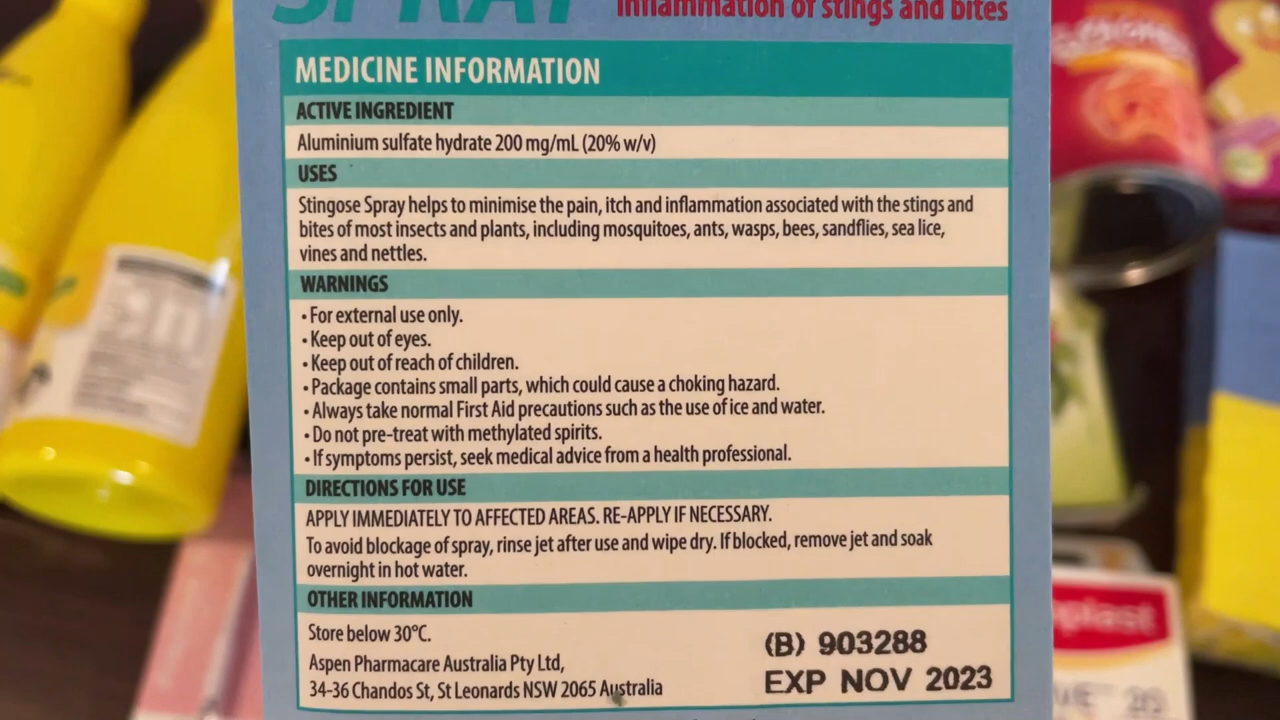 SPRAY
inflammation of stings and bites
MEDICINE INFORMATION
ACTIVE INGREDIENT
Aluminium sulfate hydrate 200 mg/mL (20% w/v)
USES
Stingose Spray helps to minimise the pain, itch and inflammation associated with the stings and
bites of most insects and plants, including mosquitoes, ants, wasps, bees, sandflies, sea lice,
vines and nettles.
WARNINGS
• For external use only.
• Keep out of eyes.
• Keep out of reach of children.
• Package contains small parts, which could cause a choking hazard.
• Always take normal First Aid precautions such as the use of ice and water.
• Do not pre-treat with methylated spirits.
• If symptoms persist, seek medical advice from a health professional.
DIRECTIONS FOR USE
APPLY IMMEDIATELY TO AFFECTED AREAS. RE-APPLY IF NECESSARY.
To avoid blockage of spray, rinse jet after use and wipe dry. If blocked, remove jet and soak
overnight in hot water.
OTHER INFORMATION
Store below 30°C.
Aspen Pharmacare Australia Pty Ltd,
34-36 Chandos St, St Leonards NSW 2065 Australia
(B) 903288
EXP NOV 2023